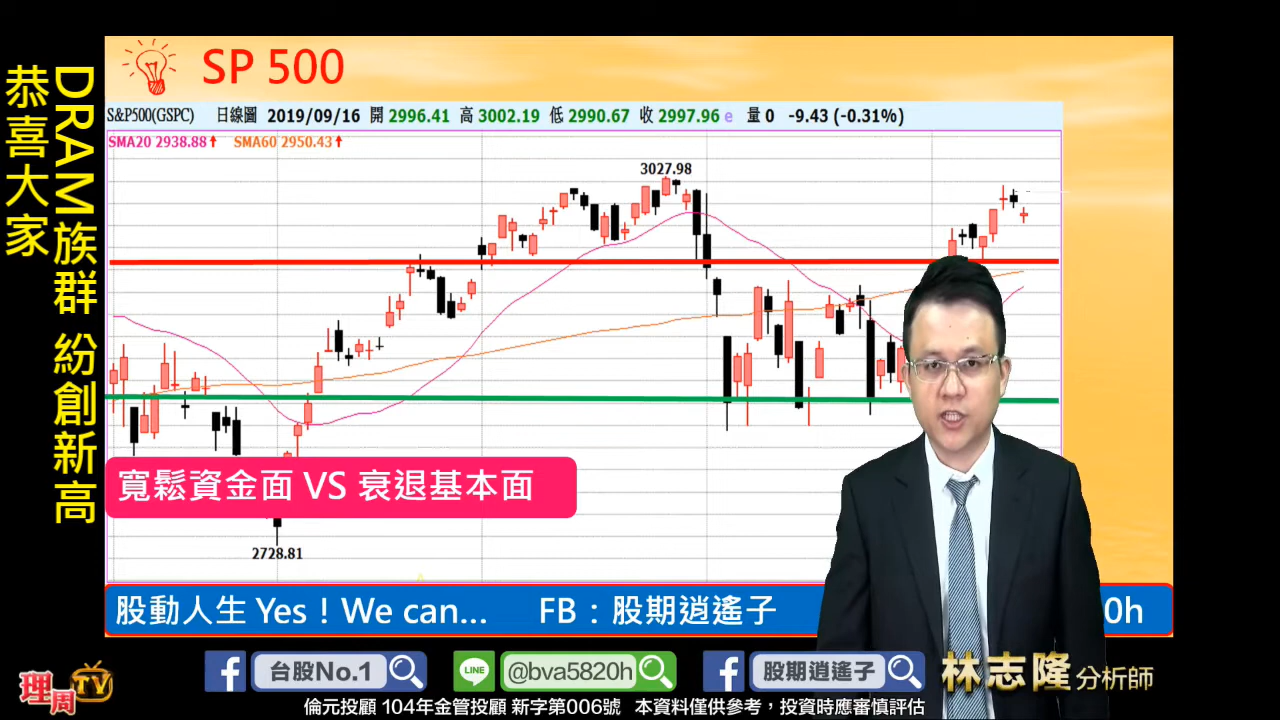 恭喜大家
DRAM族群 紛創新高
SP 500
S&P500(GSPC) 日線圖 2019/09/16 開 2996.41 高 3002.19 低 2990.67 收 2997.96 e 量 0 -9.43 (-0.31%)
SMA20 2938.88 SMA60 2950.43
3027.98
寬鬆資金面 VS 衰退基本面
2728.81
股動人生 Yes！We can... FB：股期逍遙子
0h
理周TV
台股No.1
LINE
@bva5820h
股期逍遙子
林志隆 分析師
倫元投顧 104年金管投顧 新字第006號 本資料僅供參考，投資時應審慎評估